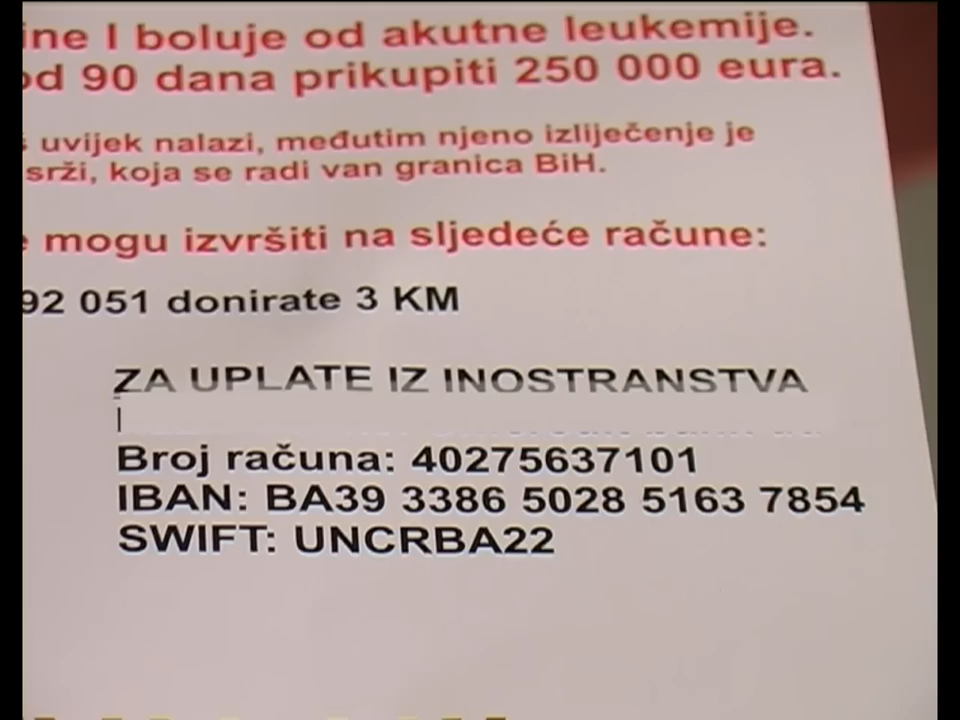 ine I boluje od akutne leukemije.
od 90 dana prikupiti 250 000 eura.
uvijek nalazi, međutim njeno izliječenje je
srži, koja se radi van granica BiH.
mogu izvršiti na sljedeće račune:
92 051 donirate 3 KM
ZA UPLATE IZ INOSTRANSTVA
Broj računa: 40275637101
IBAN: BA39 3386 5028 5163 7854
SWIFT: UNCRBA22